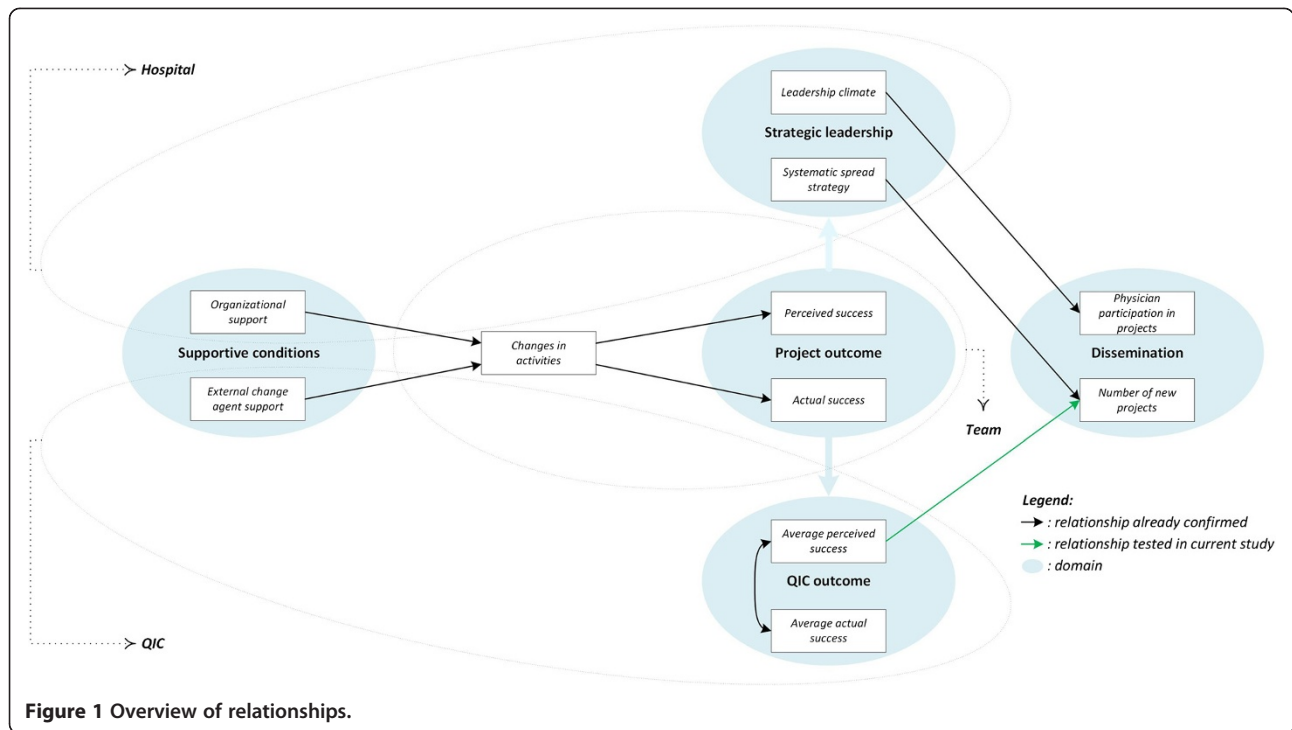 Hospital
Leadership climate
Strategic leadership
Systematic spread
strategy
Organizational
support
Supportive conditions
External change
agent support
Changes in
activities
Perceived success
Project outcome
Actual success
Team
Physician
participation in
projects
Dissemination
Number of new
projects
Average perceived
success
QIC outcome
Average actual
success
QIC
Legend:
: relationship already confirmed
: relationship tested in current study
: domain
Figure 1 Overview of relationships.